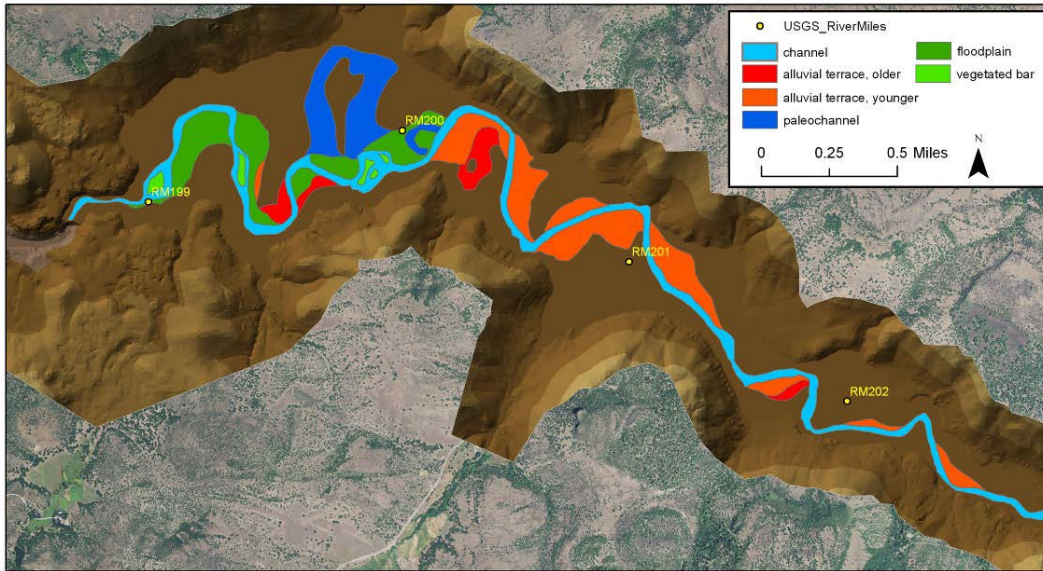 USGS_RiverMiles
channel
floodplain
alluvial terrace, older
vegetated bar
alluvial terrace, younger
paleochannel
N
0 0.25 0.5 Miles
RM200
RM199
RM201
RM202